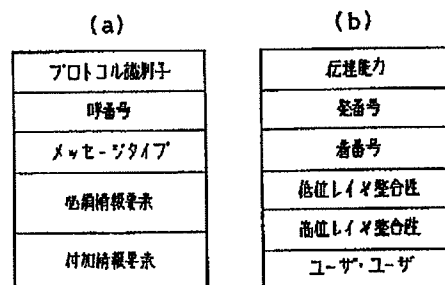 (a)
(b)
プロトコル識別子
呼番号
メッセージタイプ
必須情報要素
付加情報要素
伝達能力
発番号
着番号
低位レイヤ整合性
高位レイヤ整合性
ユーザ・ユーザ